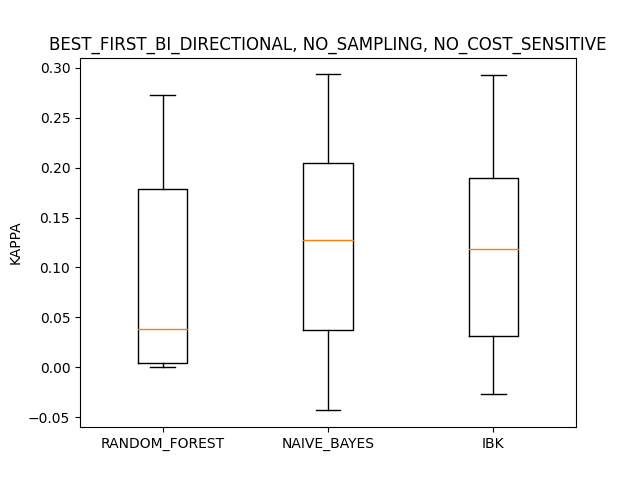 BEST_FIRST_BI_DIRECTIONAL, NO_SAMPLING, NO_COST_SENSITIVE
0.30
0.25
0.20
0.15
0.10
0.05
0.00
−0.05
KAPPA
RANDOM_FOREST NAIVE_BAYES IBK